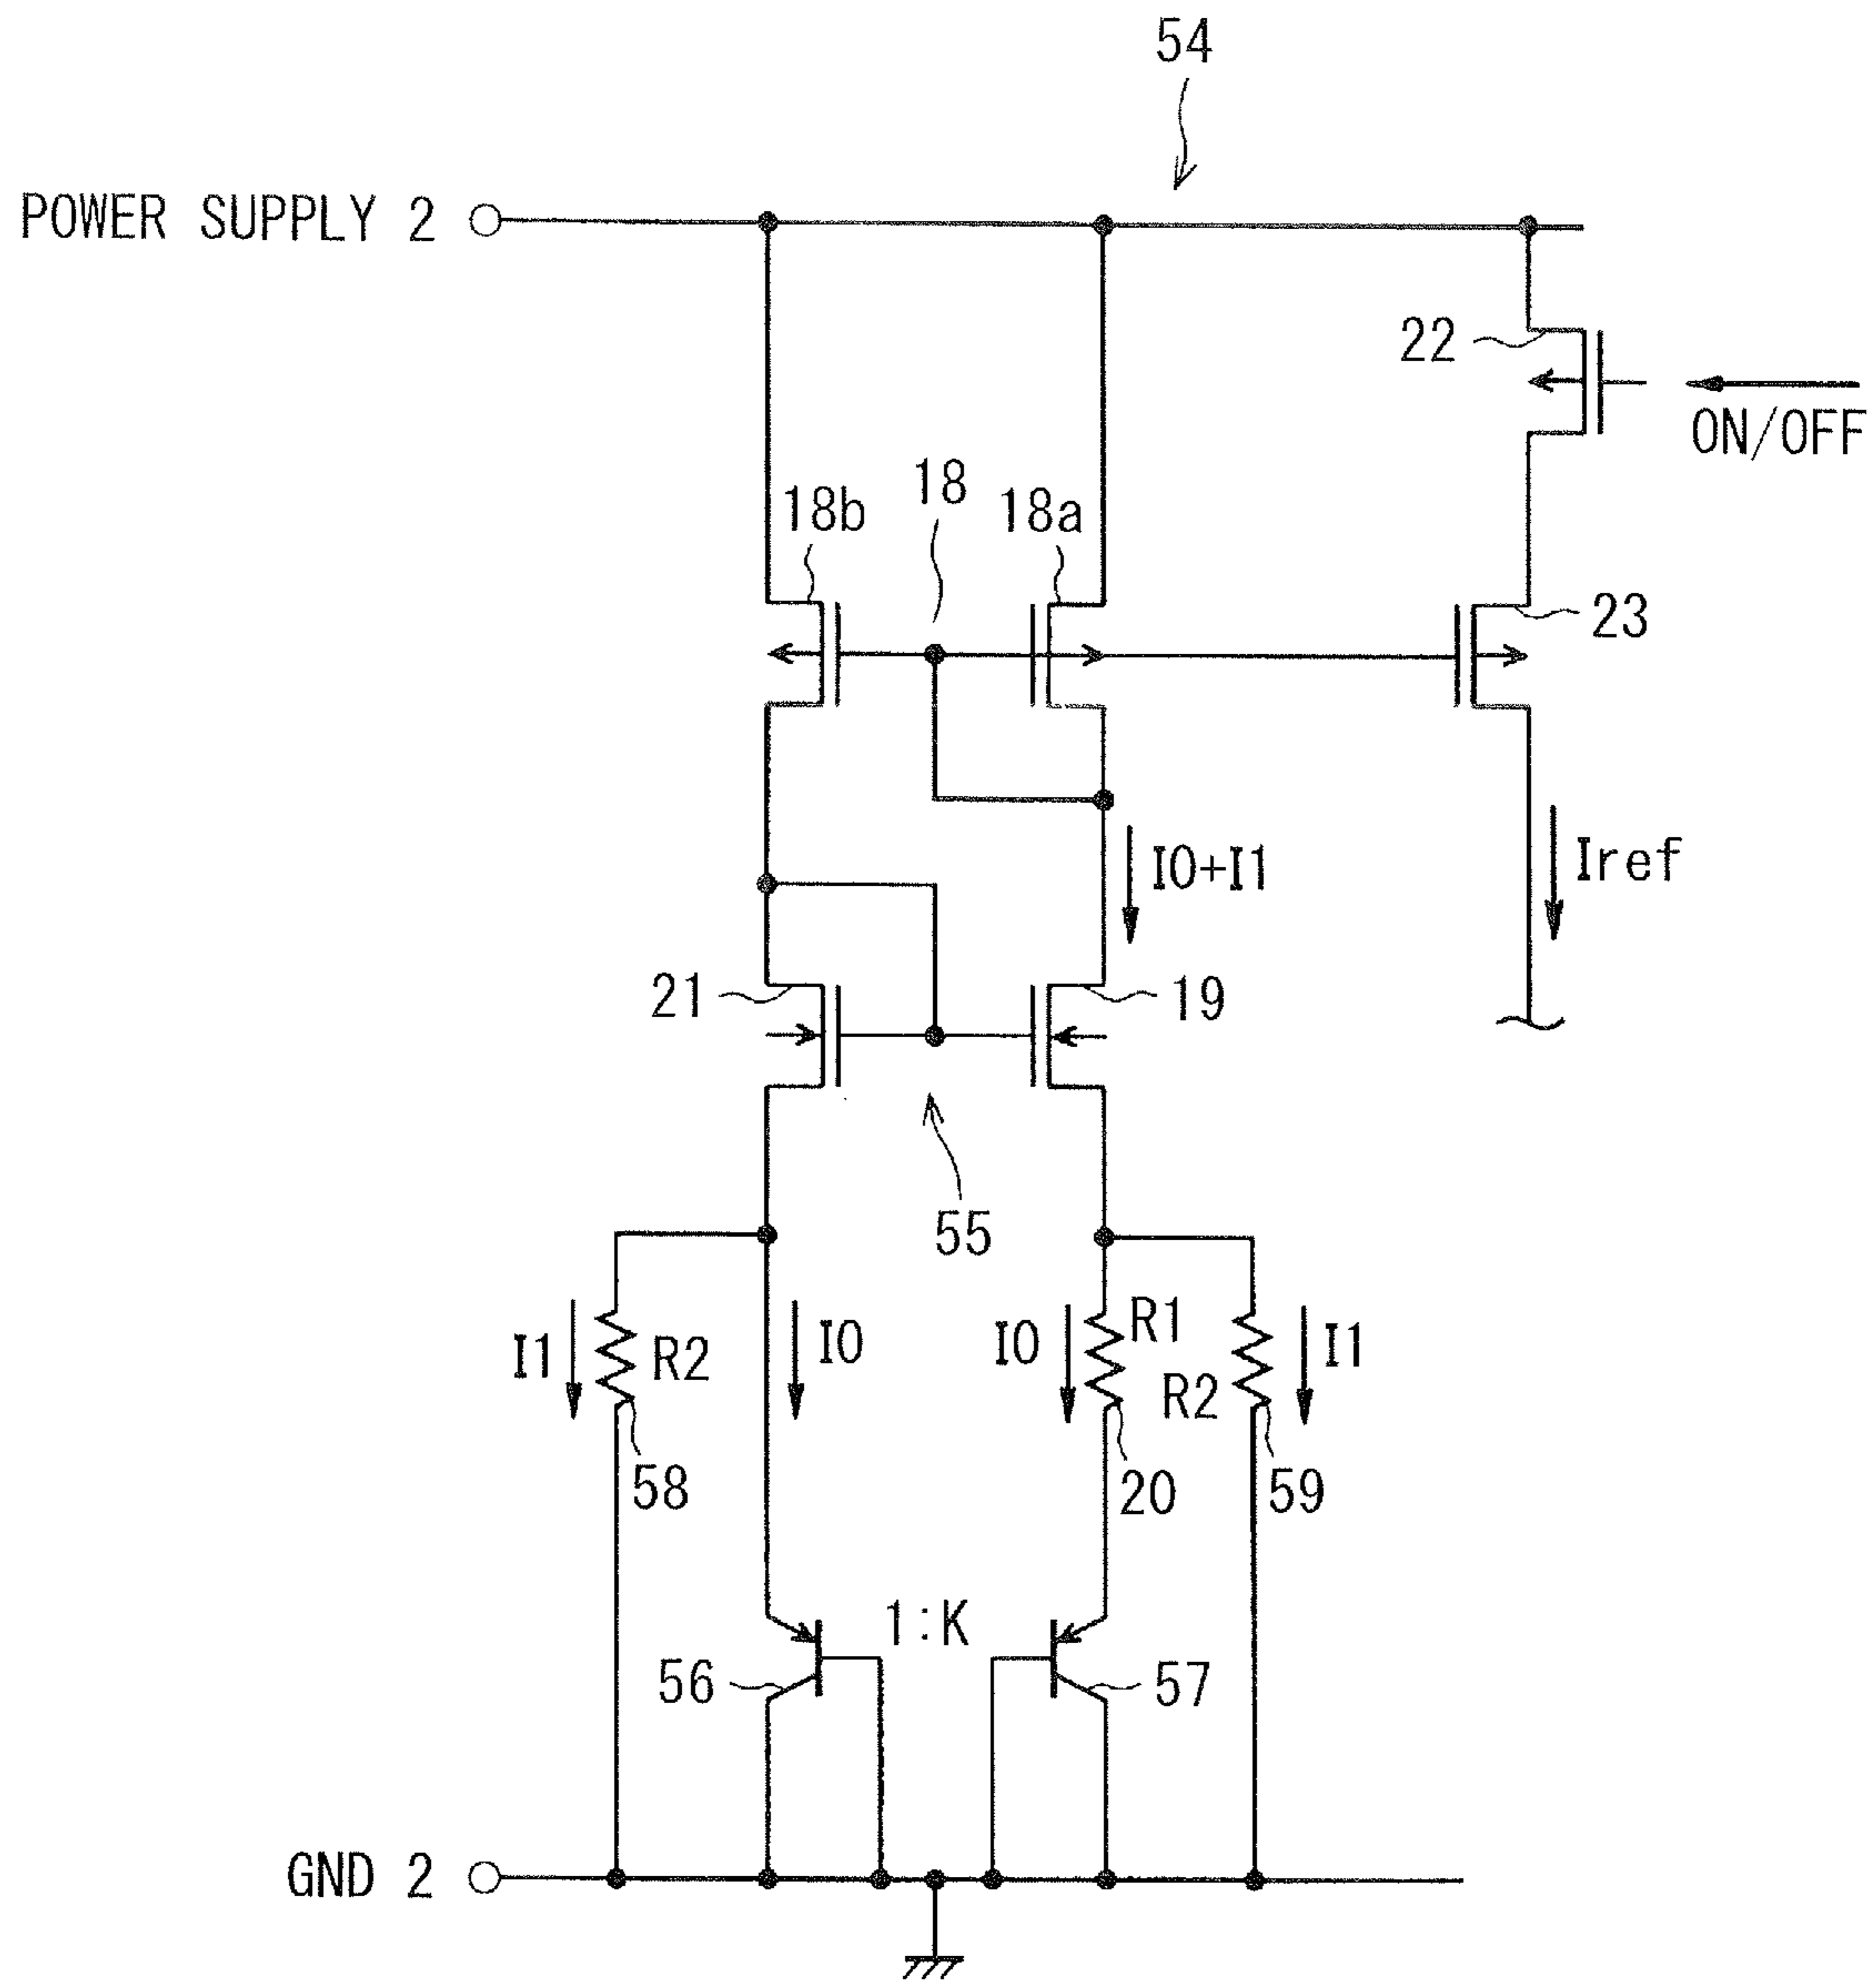 54
POWER SUPPLY 2
22
ON/OFF
18b
18
18a
23
I0+I1
Iref
21
19
55
I1
R2
I0
I0
R1
R2
I1
58
20
59
1:K
56
57
GND 2